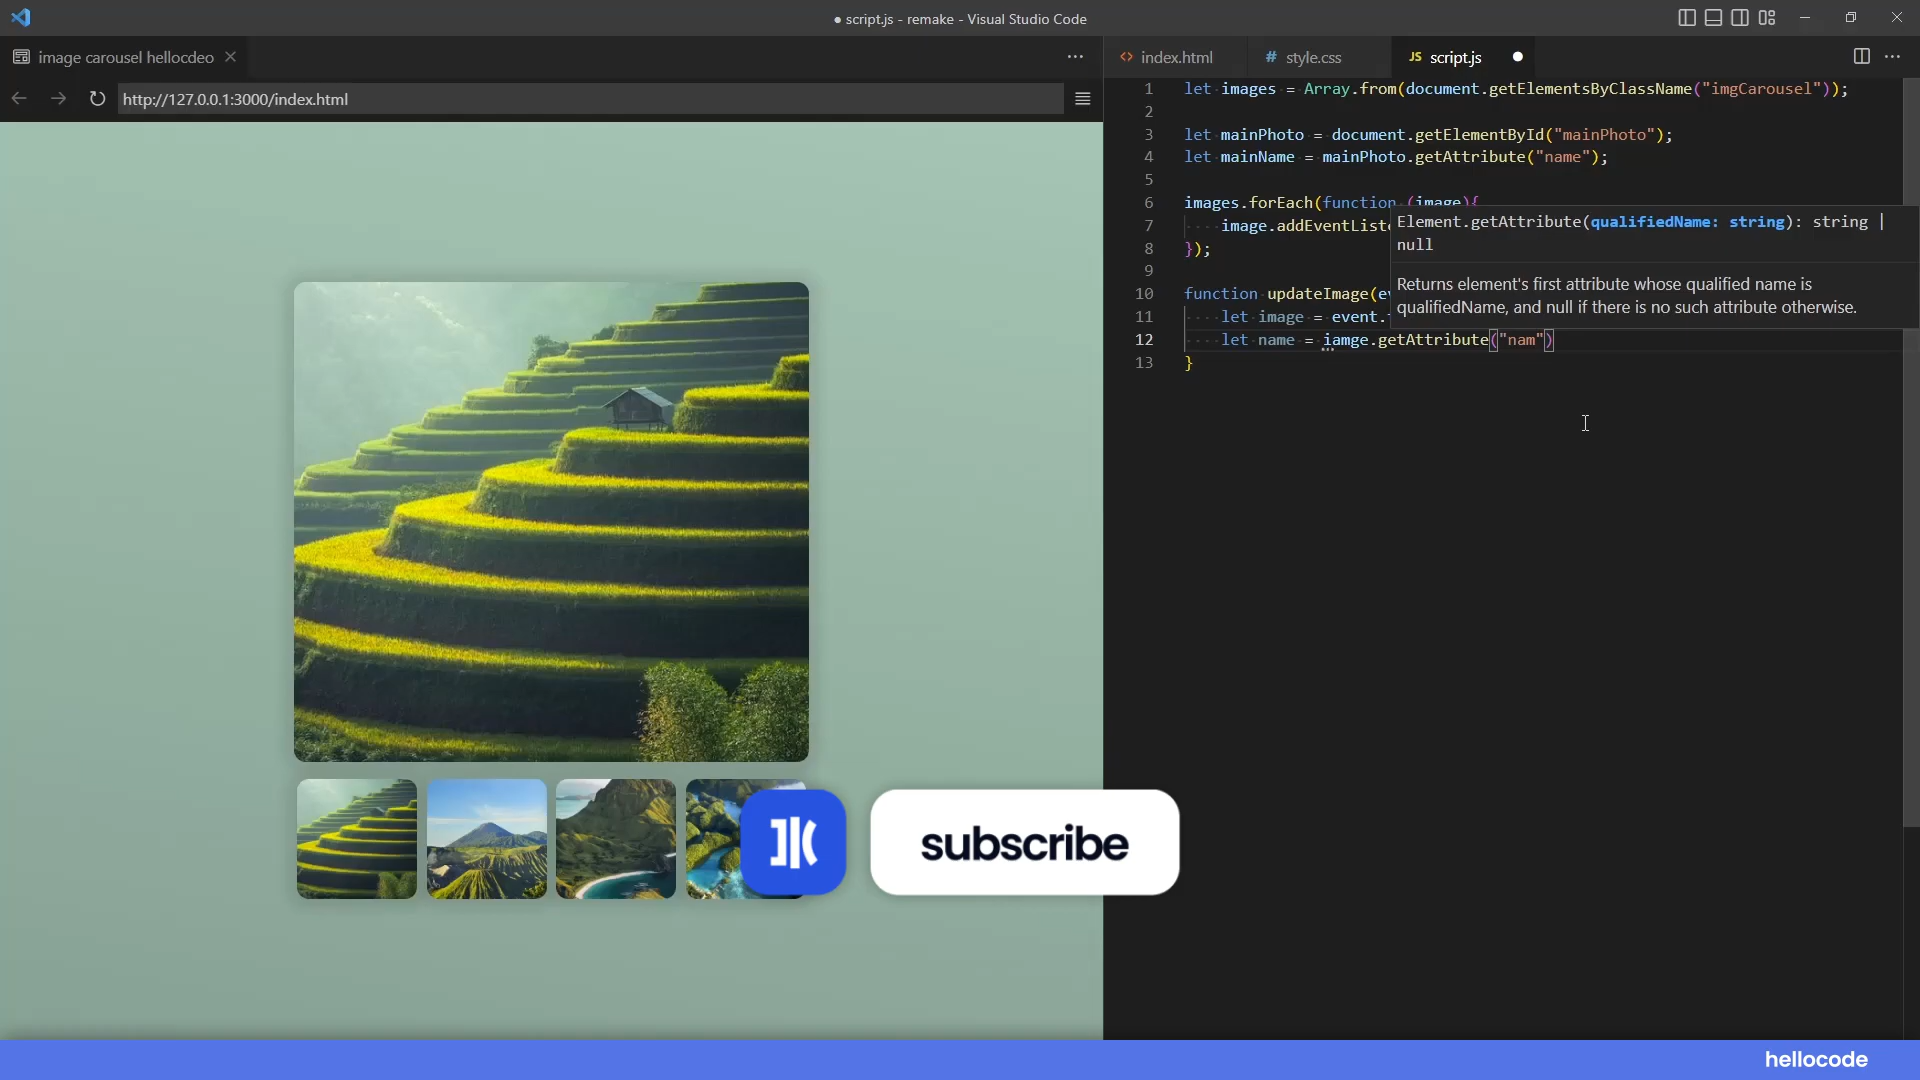 ● script.js - remake - Visual Studio Code
image carousel hellocdeo
http://127.0.0.1:3000/index.html
<> index.html
# style.css
JS script.js
1 let images = Array.from(document.getElementsByClassName("imgCarousel"));
2
3 let mainPhoto = document.getElementById("mainPhoto");
4 let mainName = mainPhoto.getAttribute("name");
5
6 images.forEach(function (image){
7 image.addEventListe
8 });
9
10 function updateImage(ev
11 let image = event.
12 let name = iamge.getAttribute("nam")
13 }
Element.getAttribute(qualifiedName: string): string |
null
Returns element's first attribute whose qualified name is
qualifiedName, and null if there is no such attribute otherwise.
subscribe
hellocode